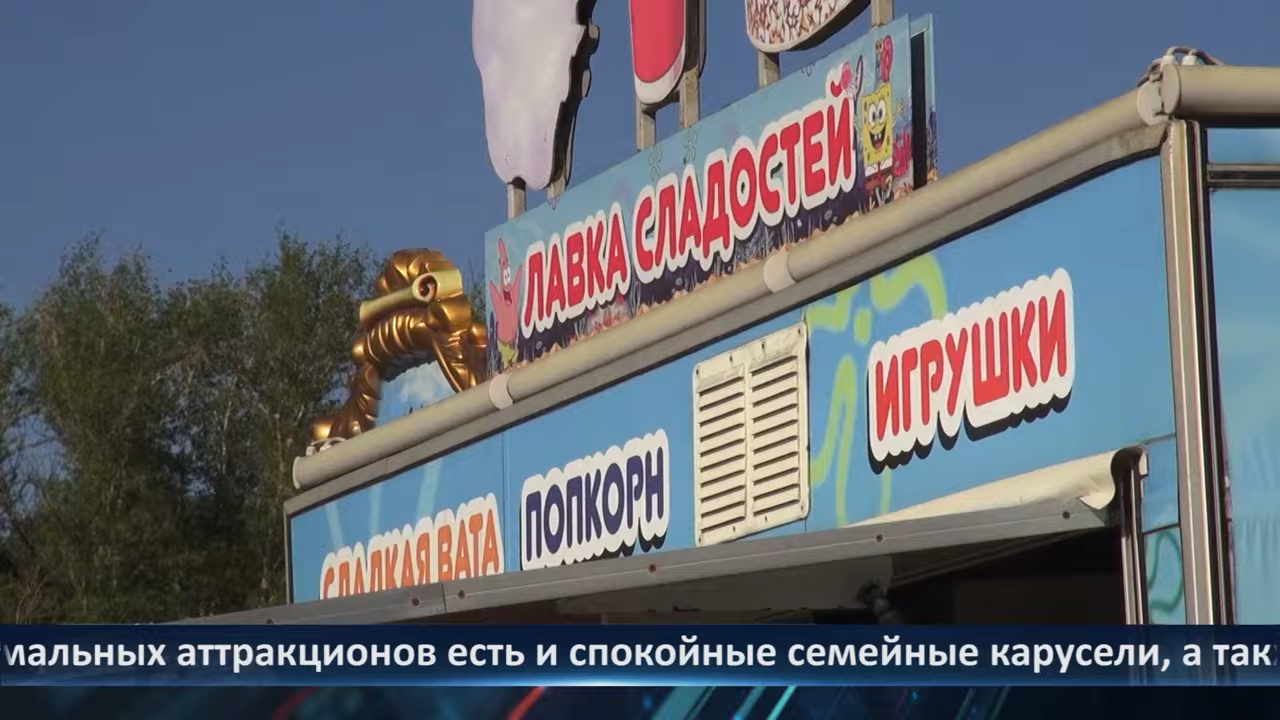 ЛАВКА СЛАДОСТЕЙ
ИГРУШКИ
ПОПКОРН
СЛАДКАЯ ВАТА
мальных аттракционов есть и спокойные семейные карусели, а так